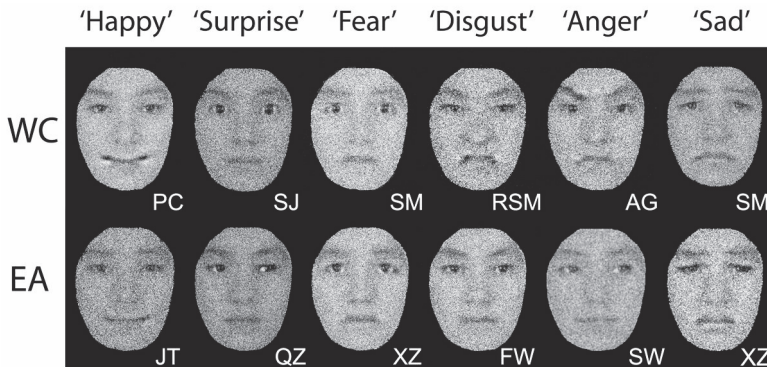 ‘Happy’ ‘Surprise’ ‘Fear’ ‘Disgust’ ‘Anger’ ‘Sad’
WC
PC SJ SM RSM AG SM
EA
JT QZ XZ FW SW XZ